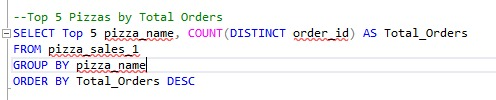 --Top 5 Pizzas by Total Orders
SELECT Top 5 pizza_name, COUNT(DISTINCT order_id) AS Total_Orders
FROM pizza_sales_1
GROUP BY pizza_name
ORDER BY Total_Orders DESC